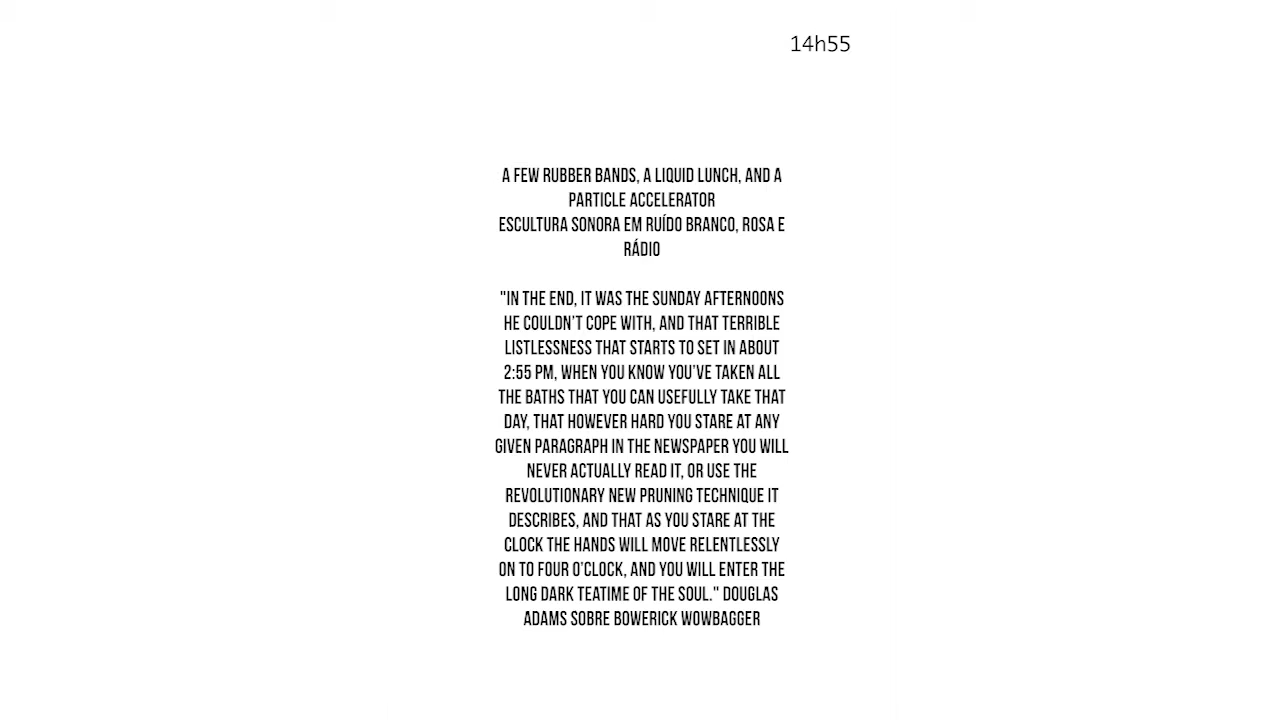 14h55
A FEW RUBBER BANDS, A LIQUID LUNCH, AND A
PARTICLE ACCELERATOR
ESCULTURA SONORA EM RUÍDO BRANCO, ROSA E
RÁDIO
"IN THE END, IT WAS THE SUNDAY AFTERNOONS
HE COULDN'T COPE WITH, AND THAT TERRIBLE
LISTLESSNESS THAT STARTS TO SET IN ABOUT
2:55 PM, WHEN YOU KNOW YOU'VE TAKEN ALL
THE BATHS THAT YOU CAN USEFULLY TAKE THAT
DAY, THAT HOWEVER HARD YOU STARE AT ANY
GIVEN PARAGRAPH IN THE NEWSPAPER YOU WILL
NEVER ACTUALLY READ IT, OR USE THE
REVOLUTIONARY NEW PRUNING TECHNIQUE IT
DESCRIBES, AND THAT AS YOU STARE AT THE
CLOCK THE HANDS WILL MOVE RELENTLESSLY
ON TO FOUR O'CLOCK, AND YOU WILL ENTER THE
LONG DARK TEATIME OF THE SOUL." DOUGLAS
ADAMS SOBRE BOWERICK WOWBAGGER